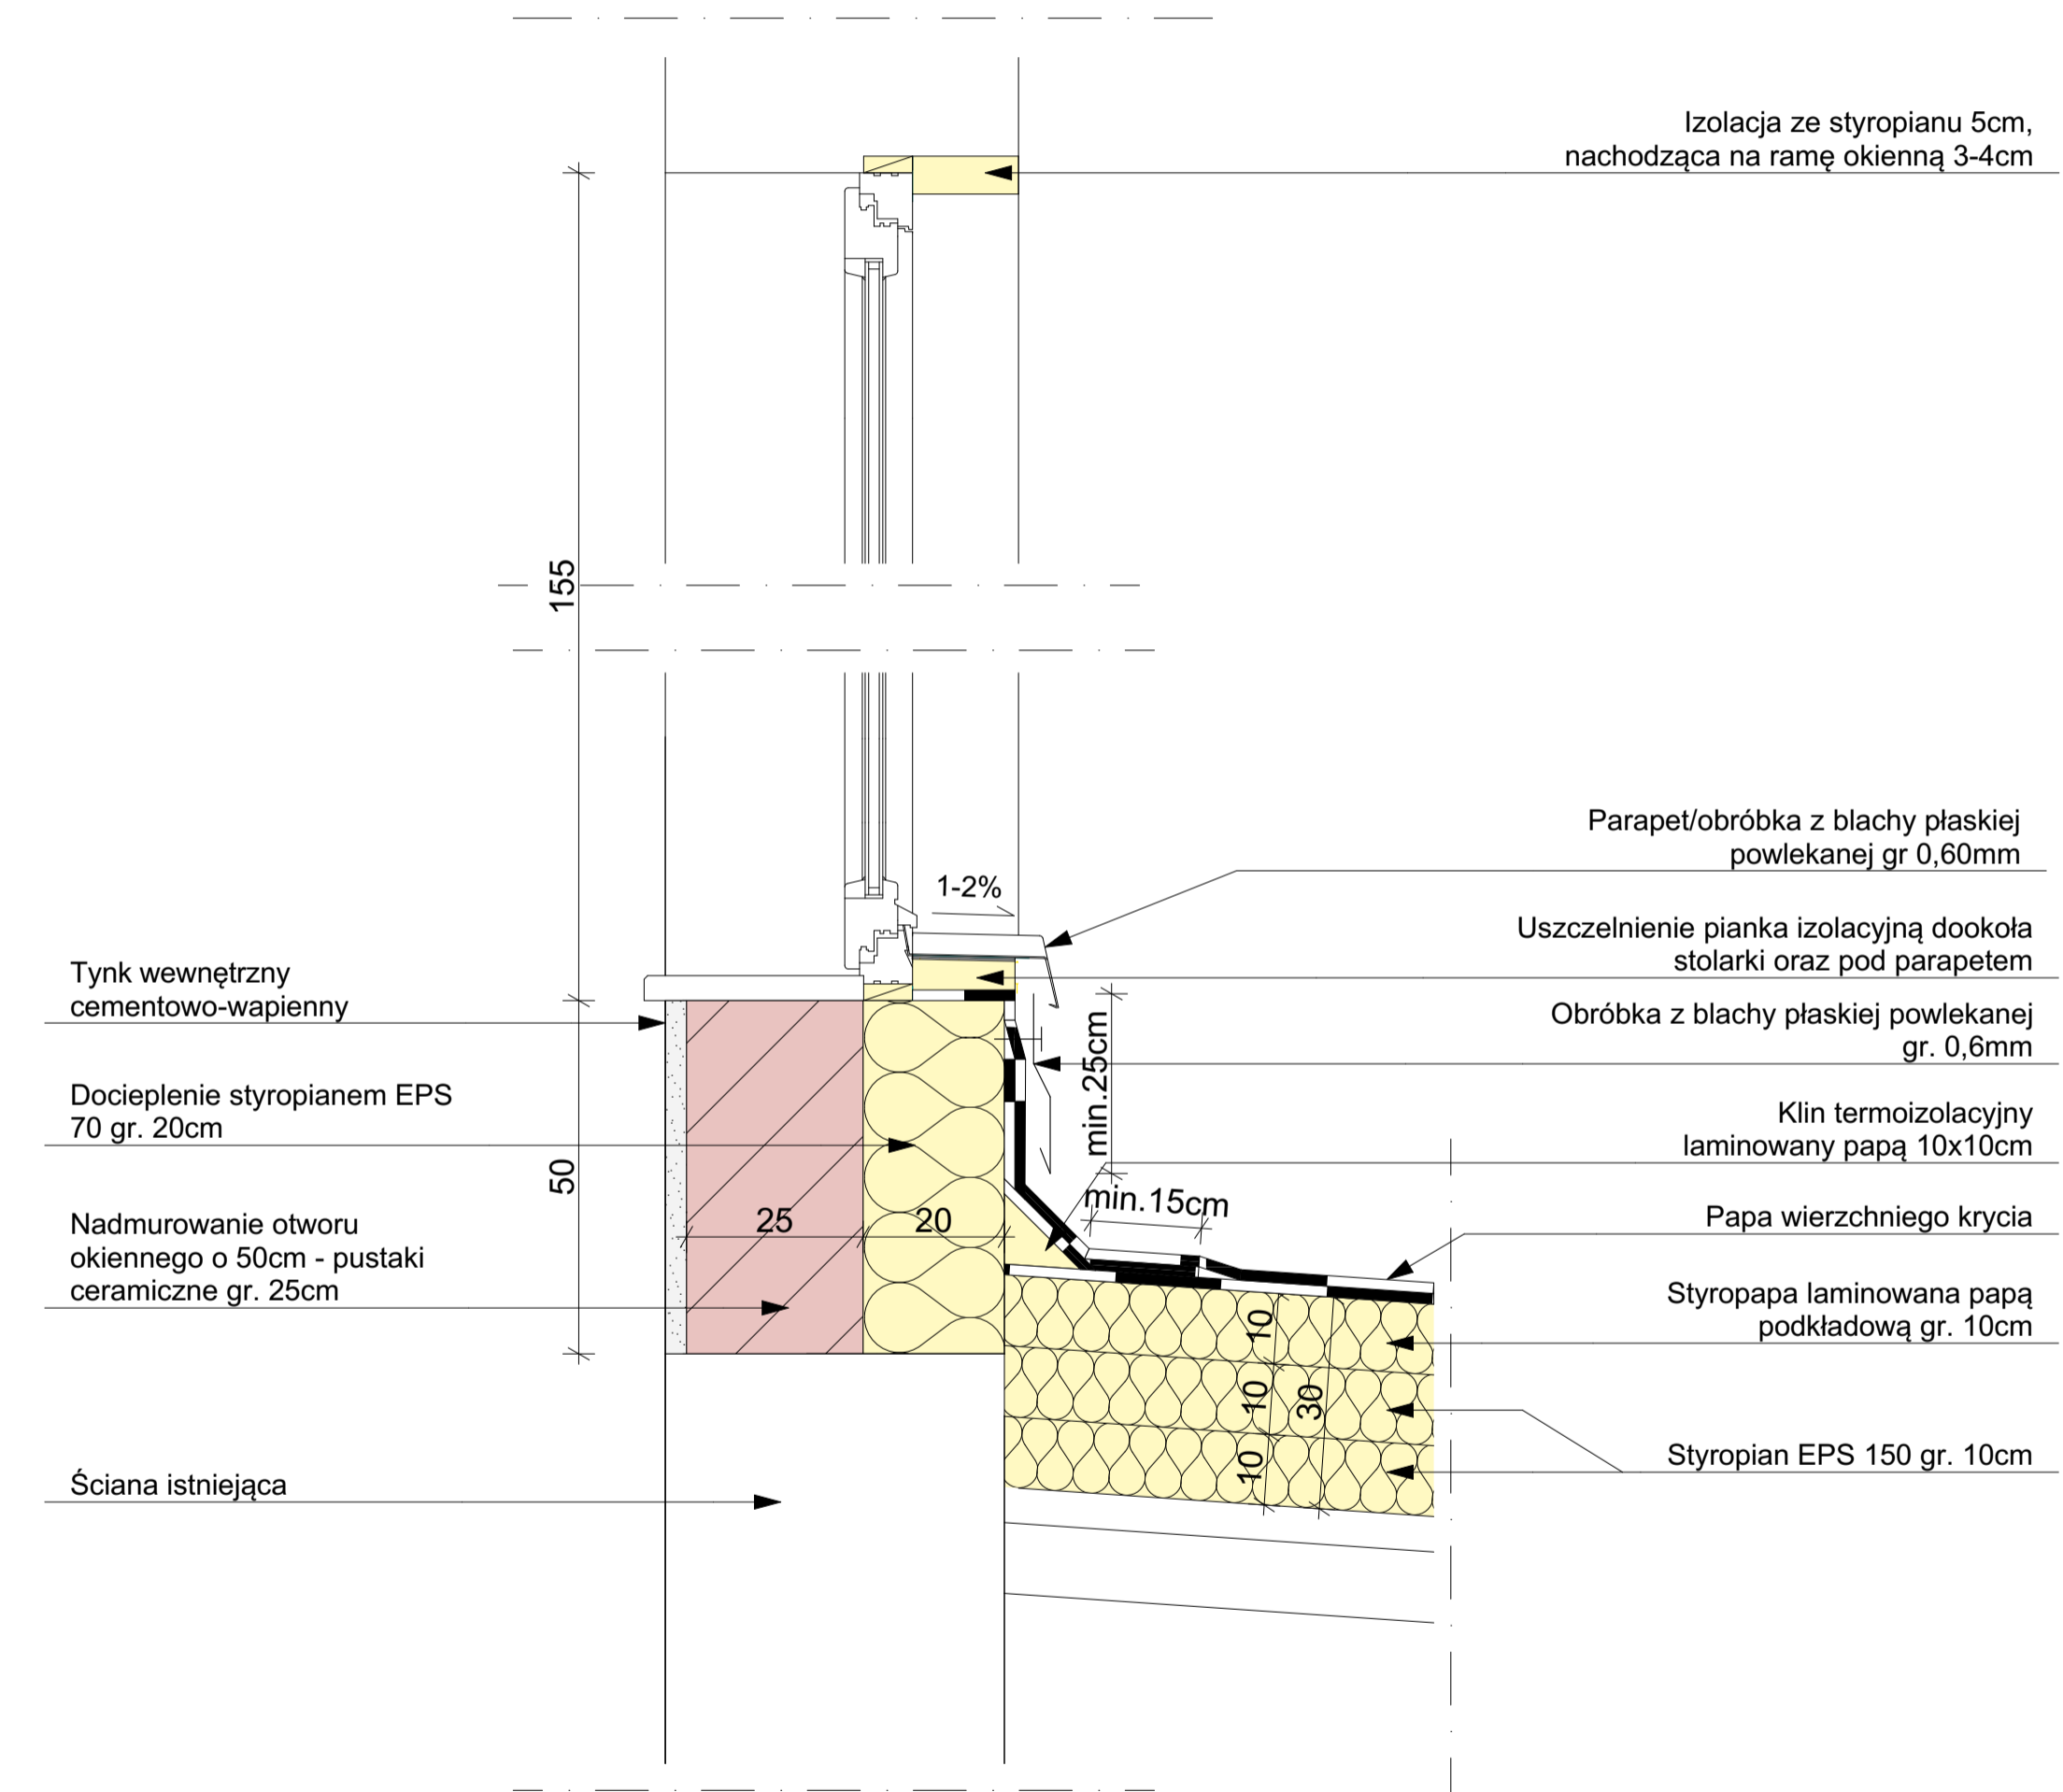 Izolacja ze styropianu 5cm,
nachodząca na ramę okienną 3-4cm
155
Parapet/obróbka z blachy płaskiej
powlekanej gr 0,60mm
1-2%
Uszczelnienie pianka izolacyjną dookoła
stolarki oraz pod parapetem
Tynk wewnętrzny
cementowo-wapienny
Obróbka z blachy płaskiej powlekanej
gr. 0,6mm
min.25cm
Docieplenie styropianem EPS
70 gr. 20cm
Klin termoizolacyjny
laminowany papą 10x10cm
50
min.15cm
25
20
Papa wierzchniego krycia
Nadmurowanie otworu
okiennego o 50cm - pustaki
ceramiczne gr. 25cm
Styropapa laminowana papą
podkładową gr. 10cm
10
10
30
10
Styropian EPS 150 gr. 10cm
Ściana istniejąca